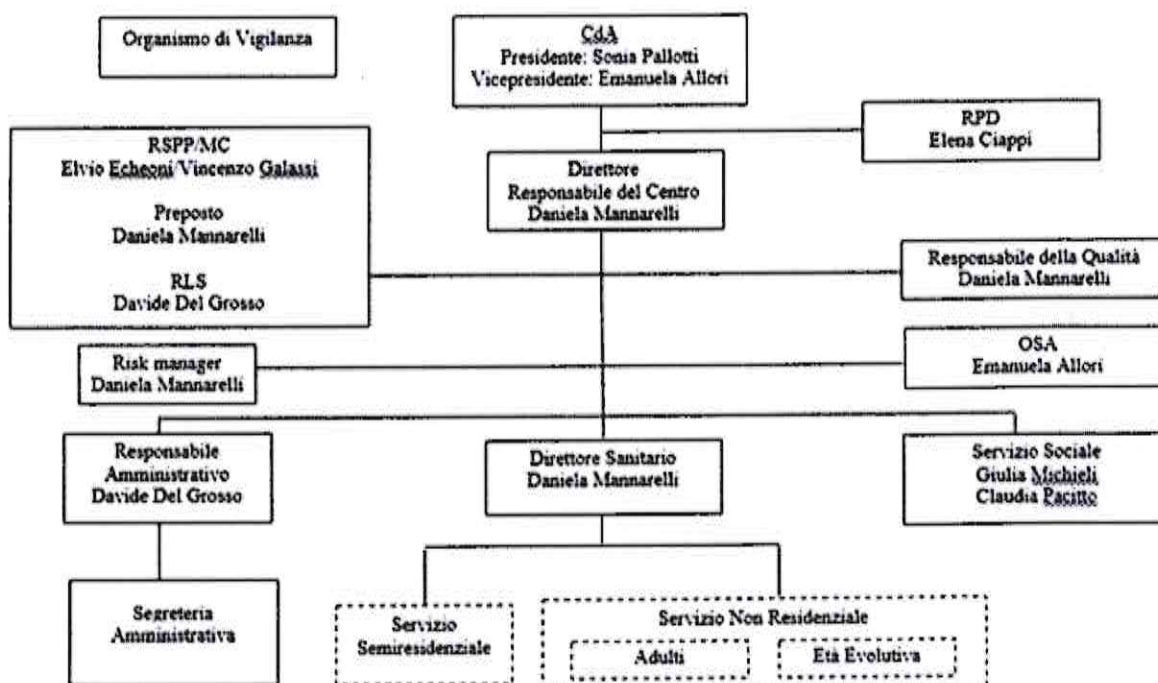 Organismo di Vigilanza
CdA
Presidente: Sonia Pallotti
Vicepresidente: Emanuela Allori
RPD
Elena Ciappi
RSPP/MC
Elvio Echeoni/Vincenzo Galassi
Preposto
Daniela Mannarelli
RLS
Davide Del Grosso
Direttore
Responsabile del Centro
Daniela Mannarelli
Responsabile della Qualità
Daniela Mannarelli
Risk manager
Daniela Mannarelli
OSA
Emanuela Allori
Responsabile
Amministrativo
Davide Del Grosso
Direttore Sanitario
Daniela Mannarelli
Servizio Sociale
Giulia Michieli
Claudia Pacitto
Segreteria
Amministrativa
Servizio
Semiresidenziale
Servizio Non Residenziale
Adulti
Età Evolutiva